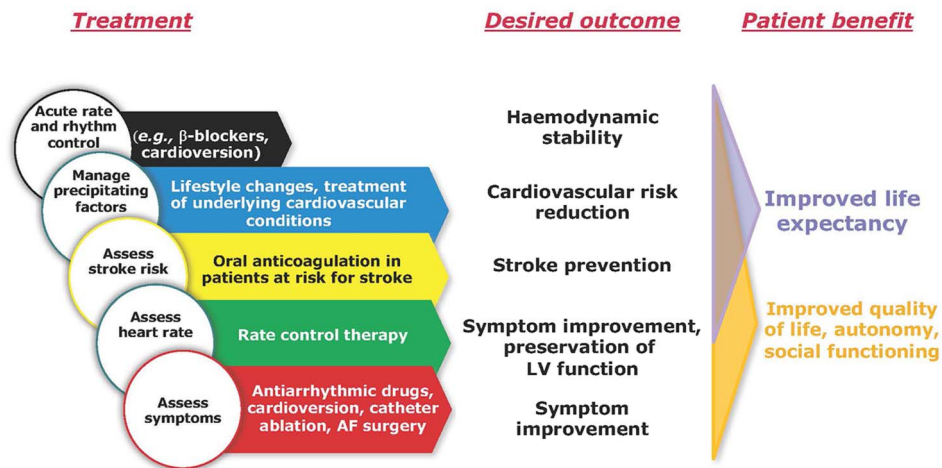 Treatment
Desired outcome
Patient benefit
Acute rate
and rhythm
control
(e.g., β-blockers,
cardioversion)
Haemodynamic
stability
Manage
precipitating
factors
Lifestyle changes, treatment
of underlying cardiovascular
conditions
Cardiovascular risk
reduction
Assess
stroke risk
Oral anticoagulation in
patients at risk for stroke
Stroke prevention
Assess
heart rate
Rate control therapy
Symptom improvement,
preservation of
LV function
Assess
symptoms
Antiarrhythmic drugs,
cardioversion, catheter
ablation, AF surgery
Symptom
improvement
Improved life
expectancy
Improved quality
of life, autonomy,
social functioning